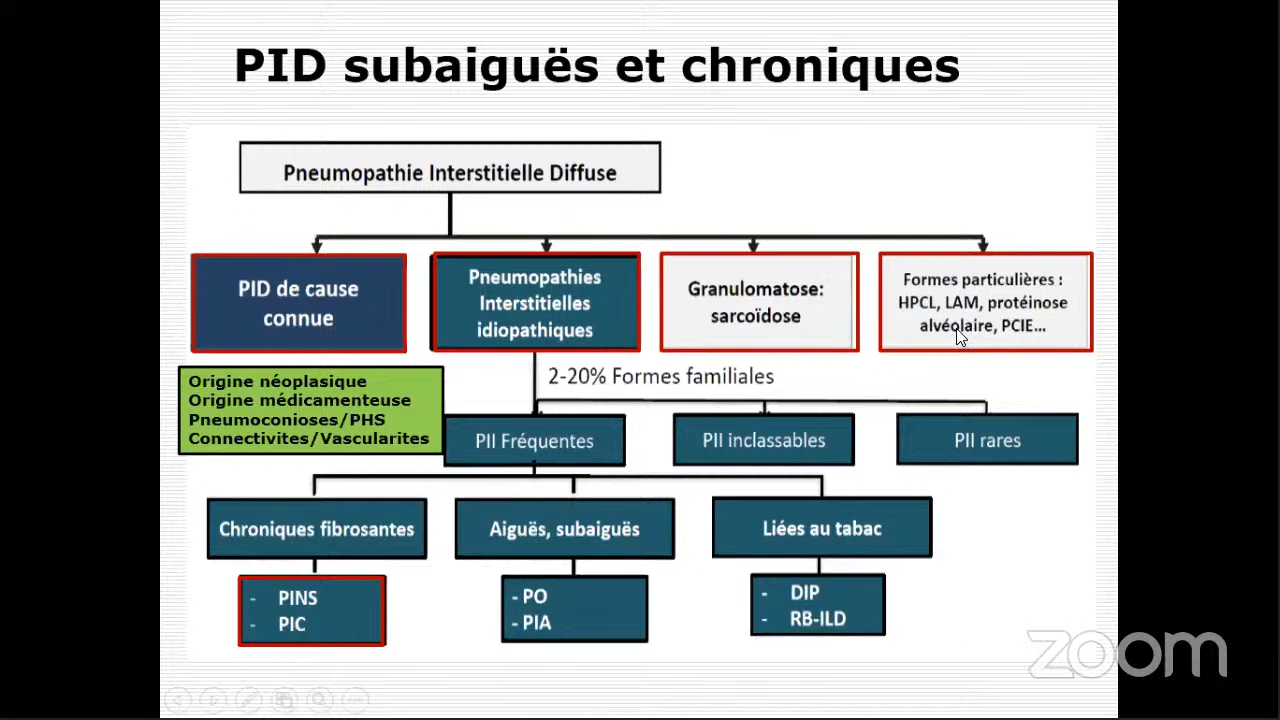 PID subaiguës et chroniques
Pneumopathie Interstitielle Diffuse
PID de cause
connue
Pneumopathies
Interstitielles
idiopathiques
Granulomatose:
sarcoïdose
Formes particulières :
HPCL, LAM, protéinose
alvéolaire, PCIE...
2-20% Formes familiales
Origine néoplasique
Origine médicamenteuse
Pneumoconioses/PHS
Connectivites/Vascularites
PII Fréquentes
PII inclassables
PII rares
Chroniques fibrosantes
Aiguës, subaiguës
Liées au tabac
- PINS
- PIC
- PO
- PIA
- DIP
- RB-ILD
zoom